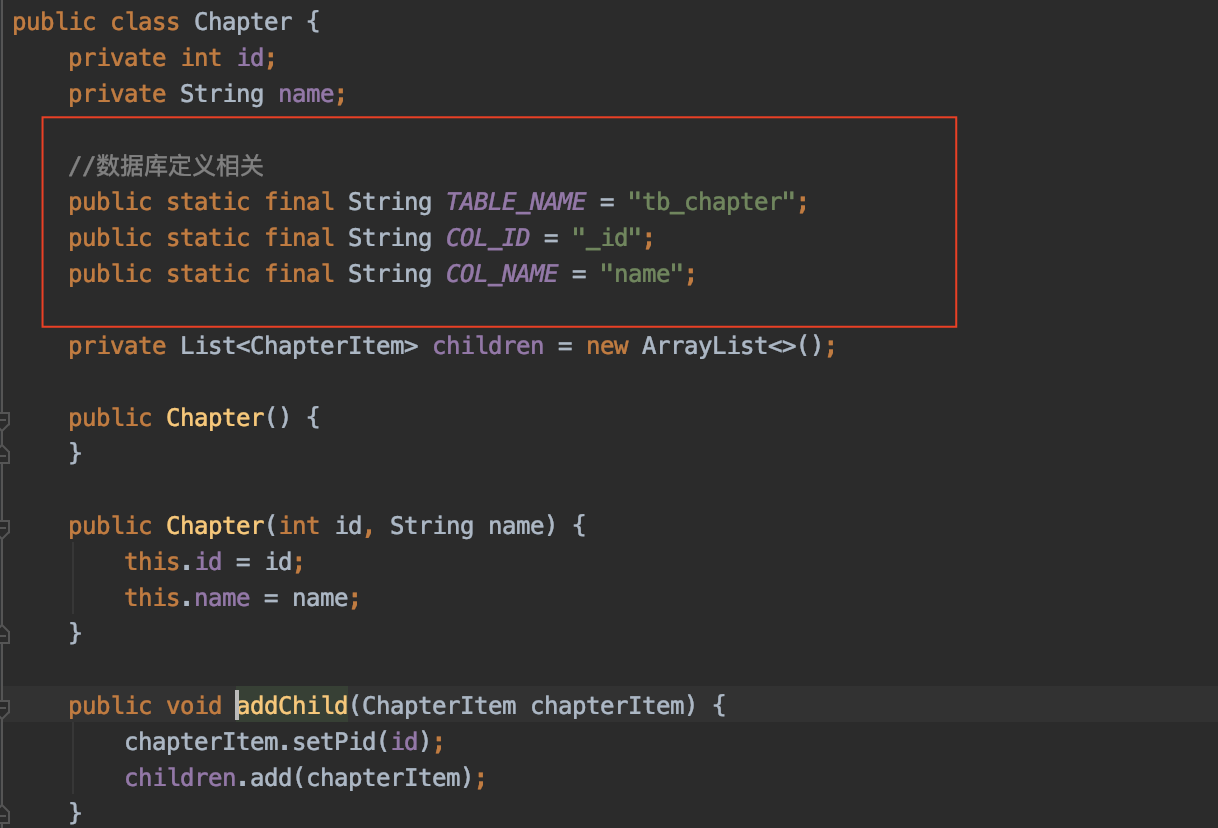 public class Chapter {
    private int id;
    private String name;
    //数据库定义相关
    public static final String TABLE_NAME = "tb_chapter";
    public static final String COL_ID = "_id";
    public static final String COL_NAME = "name";
    private List<ChapterItem> children = new ArrayList<>();
    public Chapter() {
    }
    public Chapter(int id, String name) {
        this.id = id;
        this.name = name;
    }
    public void addChild(ChapterItem chapterItem) {
        chapterItem.setPid(id);
        children.add(chapterItem);
    }